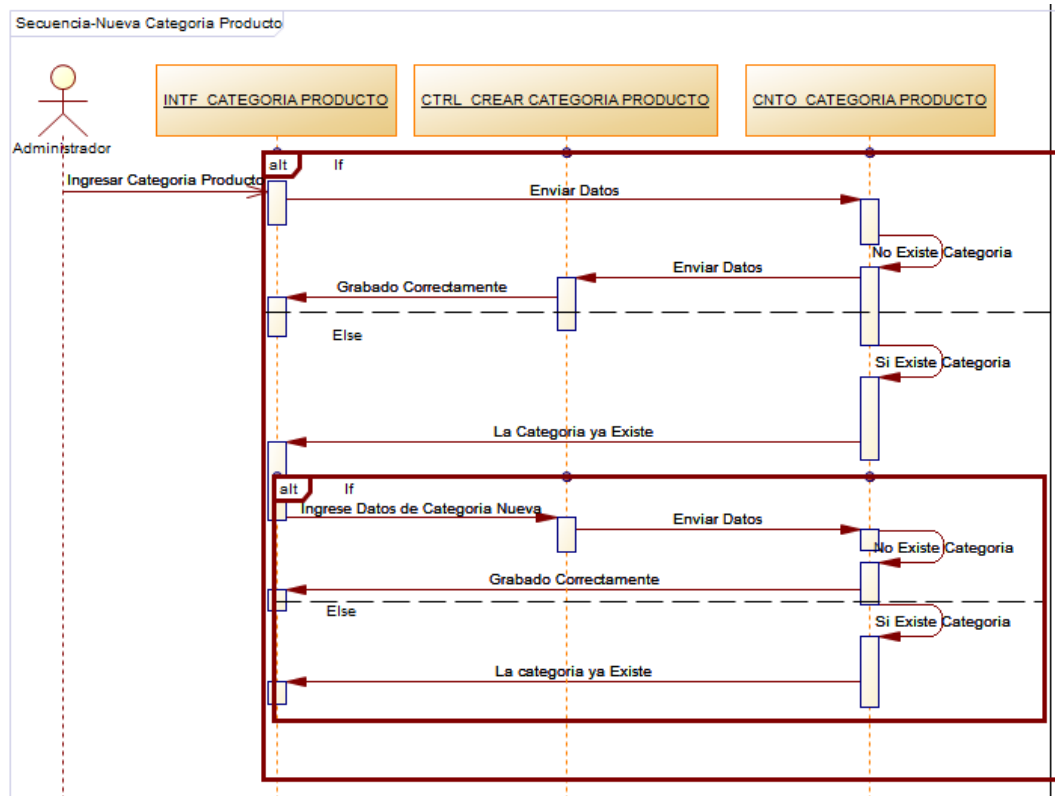 Secuencia-Nueva Categoria Producto
Administrador
INTF_CATEGORIA PRODUCTO
CTRL_CREAR CATEGORIA PRODUCTO
CNTO_CATEGORIA PRODUCTO
alt If
Ingresar Categoria Producto
Enviar Datos
No Existe Categoria
Enviar Datos
Grabado Correctamente
Else
Si Existe Categoria
La Categoria ya Existe
alt If
Ingrese Datos de Categoria Nueva
Enviar Datos
No Existe Categoria
Grabado Correctamente
Else
Si Existe Categoria
La categoria ya Existe